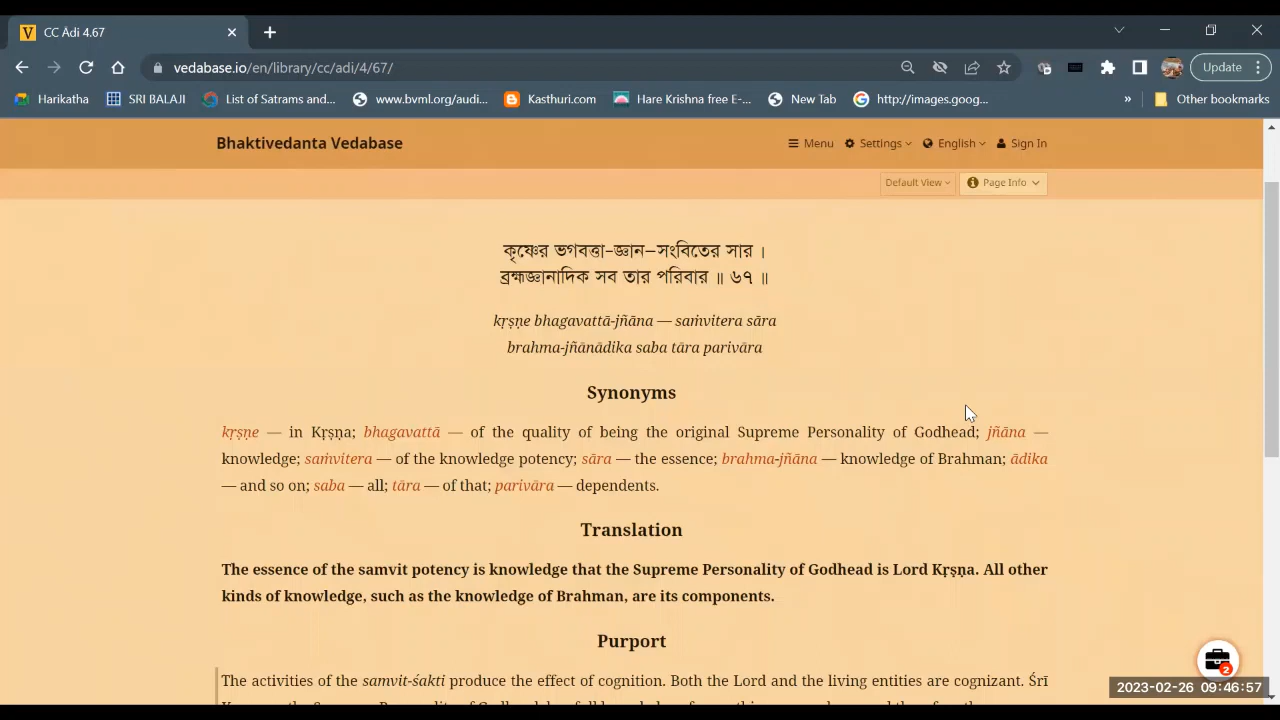 CC Ādi 4.67
vedabase.io/en/library/cc/adi/4/67/
Update
Harikatha
SRI BALAJI
List of Satrams and...
www.bvml.org/audi...
Kasthuri.com
Hare Krishna free E-...
New Tab
http://images.goog...
»
Other bookmarks
Bhaktivedanta Vedabase
Menu
Settings
English
Sign In
Default View
Page Info
কৃষ্ণের ভগবত্তা-জ্ঞান—সংবিতের সার ।
ব্রহ্মজ্ঞানাদিক সব তার পরিবার ॥ ৬৭ ॥
kṛṣṇe bhagavattā-jñāna — saṁvitera sāra
brahma-jñānādika saba tāra parivāra
Synonyms
kṛṣṇe — in Kṛṣṇa; bhagavattā — of the quality of being the original Supreme Personality of Godhead; jñāna —
knowledge; saṁvitera — of the knowledge potency; sāra — the essence; brahma-jñāna — knowledge of Brahman; ādika
— and so on; saba — all; tāra — of that; parivāra — dependents.
Translation
The essence of the samvit potency is knowledge that the Supreme Personality of Godhead is Lord Kṛṣṇa. All other
kinds of knowledge, such as the knowledge of Brahman, are its components.
Purport
The activities of the samvit-śakti produce the effect of cognition. Both the Lord and the living entities are cognizant. Śrī
2
2023-02-26 09:46:57